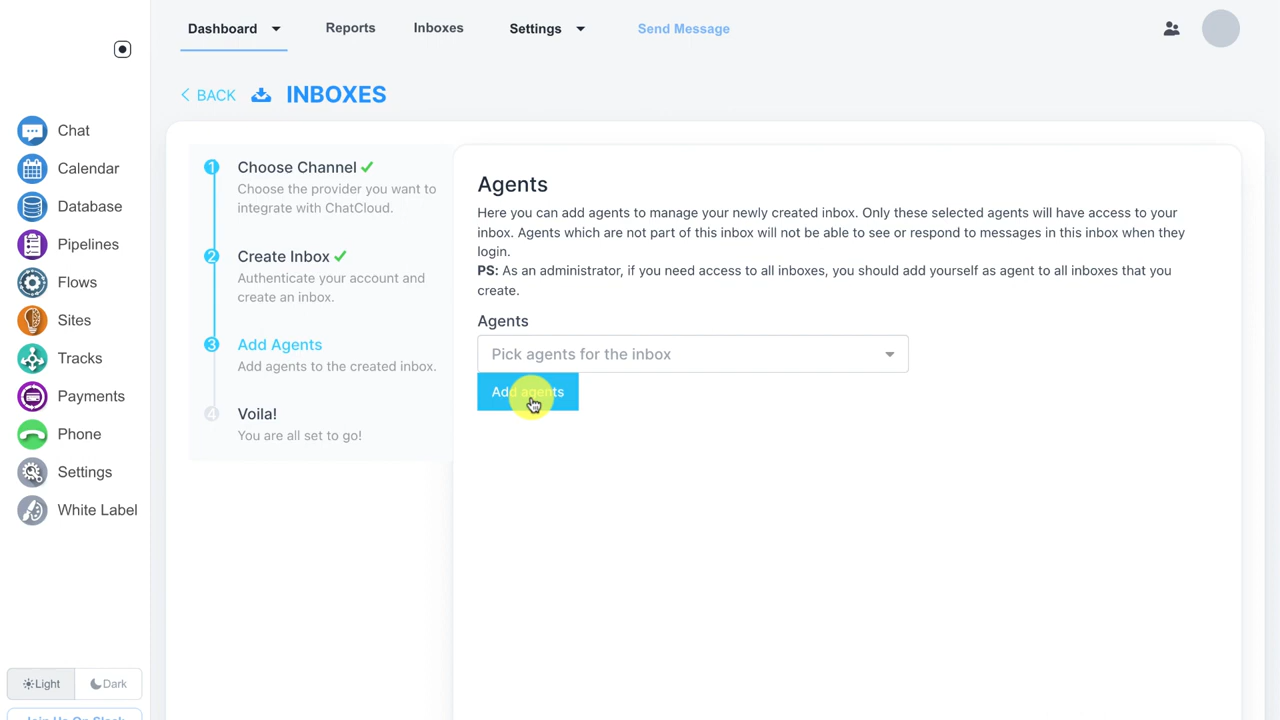 Dashboard
Reports
Inboxes
Settings
Send Message
BACK
INBOXES
Chat
Calendar
Database
Pipelines
Flows
Sites
Tracks
Payments
Phone
Settings
White Label
Light
Dark
Join Us On Slack
1
Choose Channel
Choose the provider you want to
integrate with ChatCloud.
2
Create Inbox
Authenticate your account and
create an inbox.
3
Add Agents
Add agents to the created inbox.
4
Voila!
You are all set to go!
Agents
Here you can add agents to manage your newly created inbox. Only these selected agents will have access to your
inbox. Agents which are not part of this inbox will not be able to see or respond to messages in this inbox when they
login.
PS: As an administrator, if you need access to all inboxes, you should add yourself as agent to all inboxes that you
create.
Agents
Pick agents for the inbox
Add agents